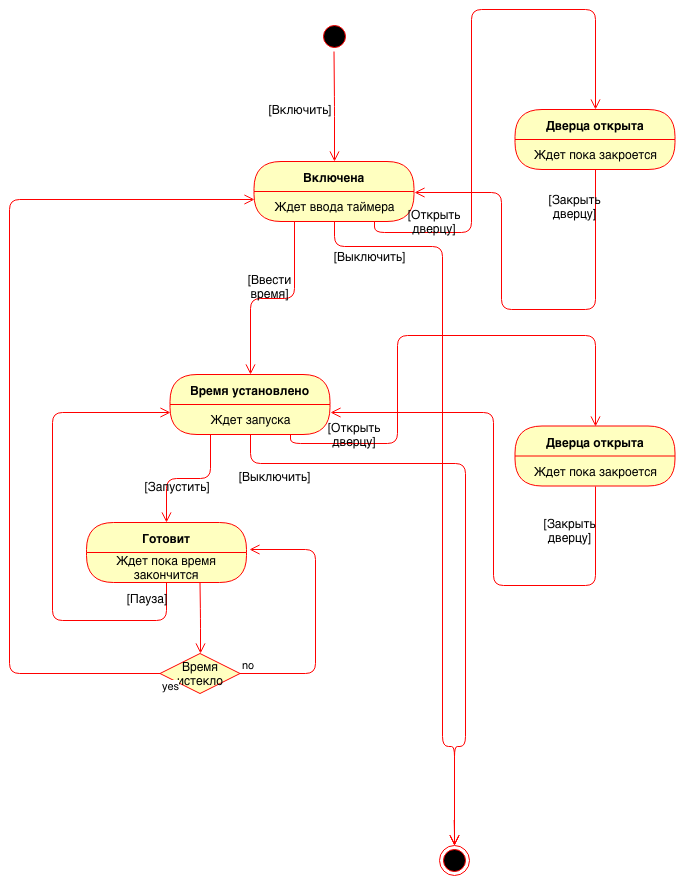 [Включить]
Дверца открыта
Ждет пока закроется
Включена
Ждет ввода таймера
[Открыть
дверцу]
[Закрыть
дверцу]
[Выключить]
[Ввести
время]
Время установлено
Ждет запуска
[Открыть
дверцу]
Дверца открыта
Ждет пока закроется
[Выключить]
[Запустить]
[Закрыть
дверцу]
Готовит
Ждет пока время
закончится
[Пауза]
Время
истекло
no
yes